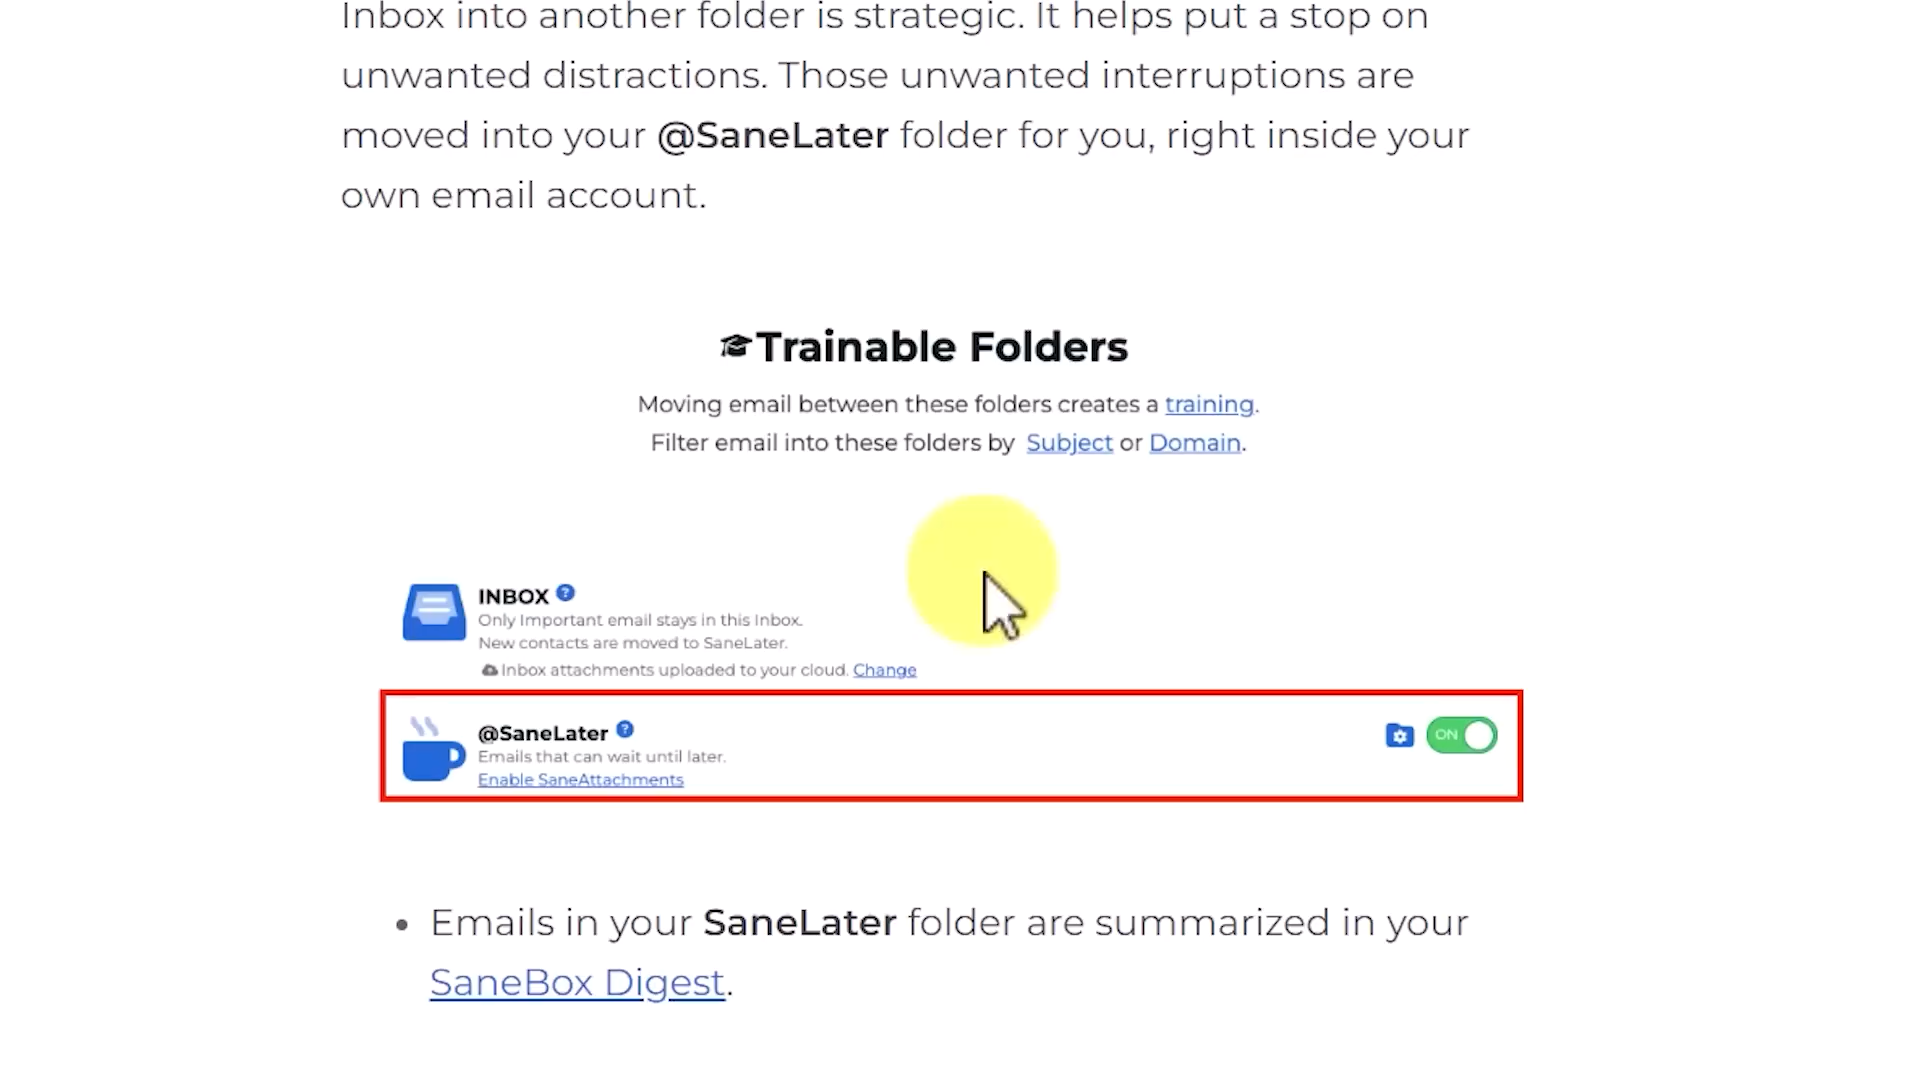 Inbox into another folder is strategic. It helps put a stop on
unwanted distractions. Those unwanted interruptions are
moved into your @SaneLater folder for you, right inside your
own email account.
Trainable Folders
Moving email between these folders creates a training.
Filter email into these folders by Subject or Domain.
INBOX ?
Only Important email stays in this Inbox.
New contacts are moved to SaneLater.
Inbox attachments uploaded to your cloud. Change
@SaneLater ?
ON
Emails that can wait until later.
Enable SaneAttachments
• Emails in your SaneLater folder are summarized in your
SaneBox Digest.